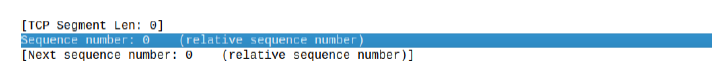 [TCP Segment Len: 0]
Sequence number: 0    (relative sequence number)
[Next sequence number: 0    (relative sequence number)]